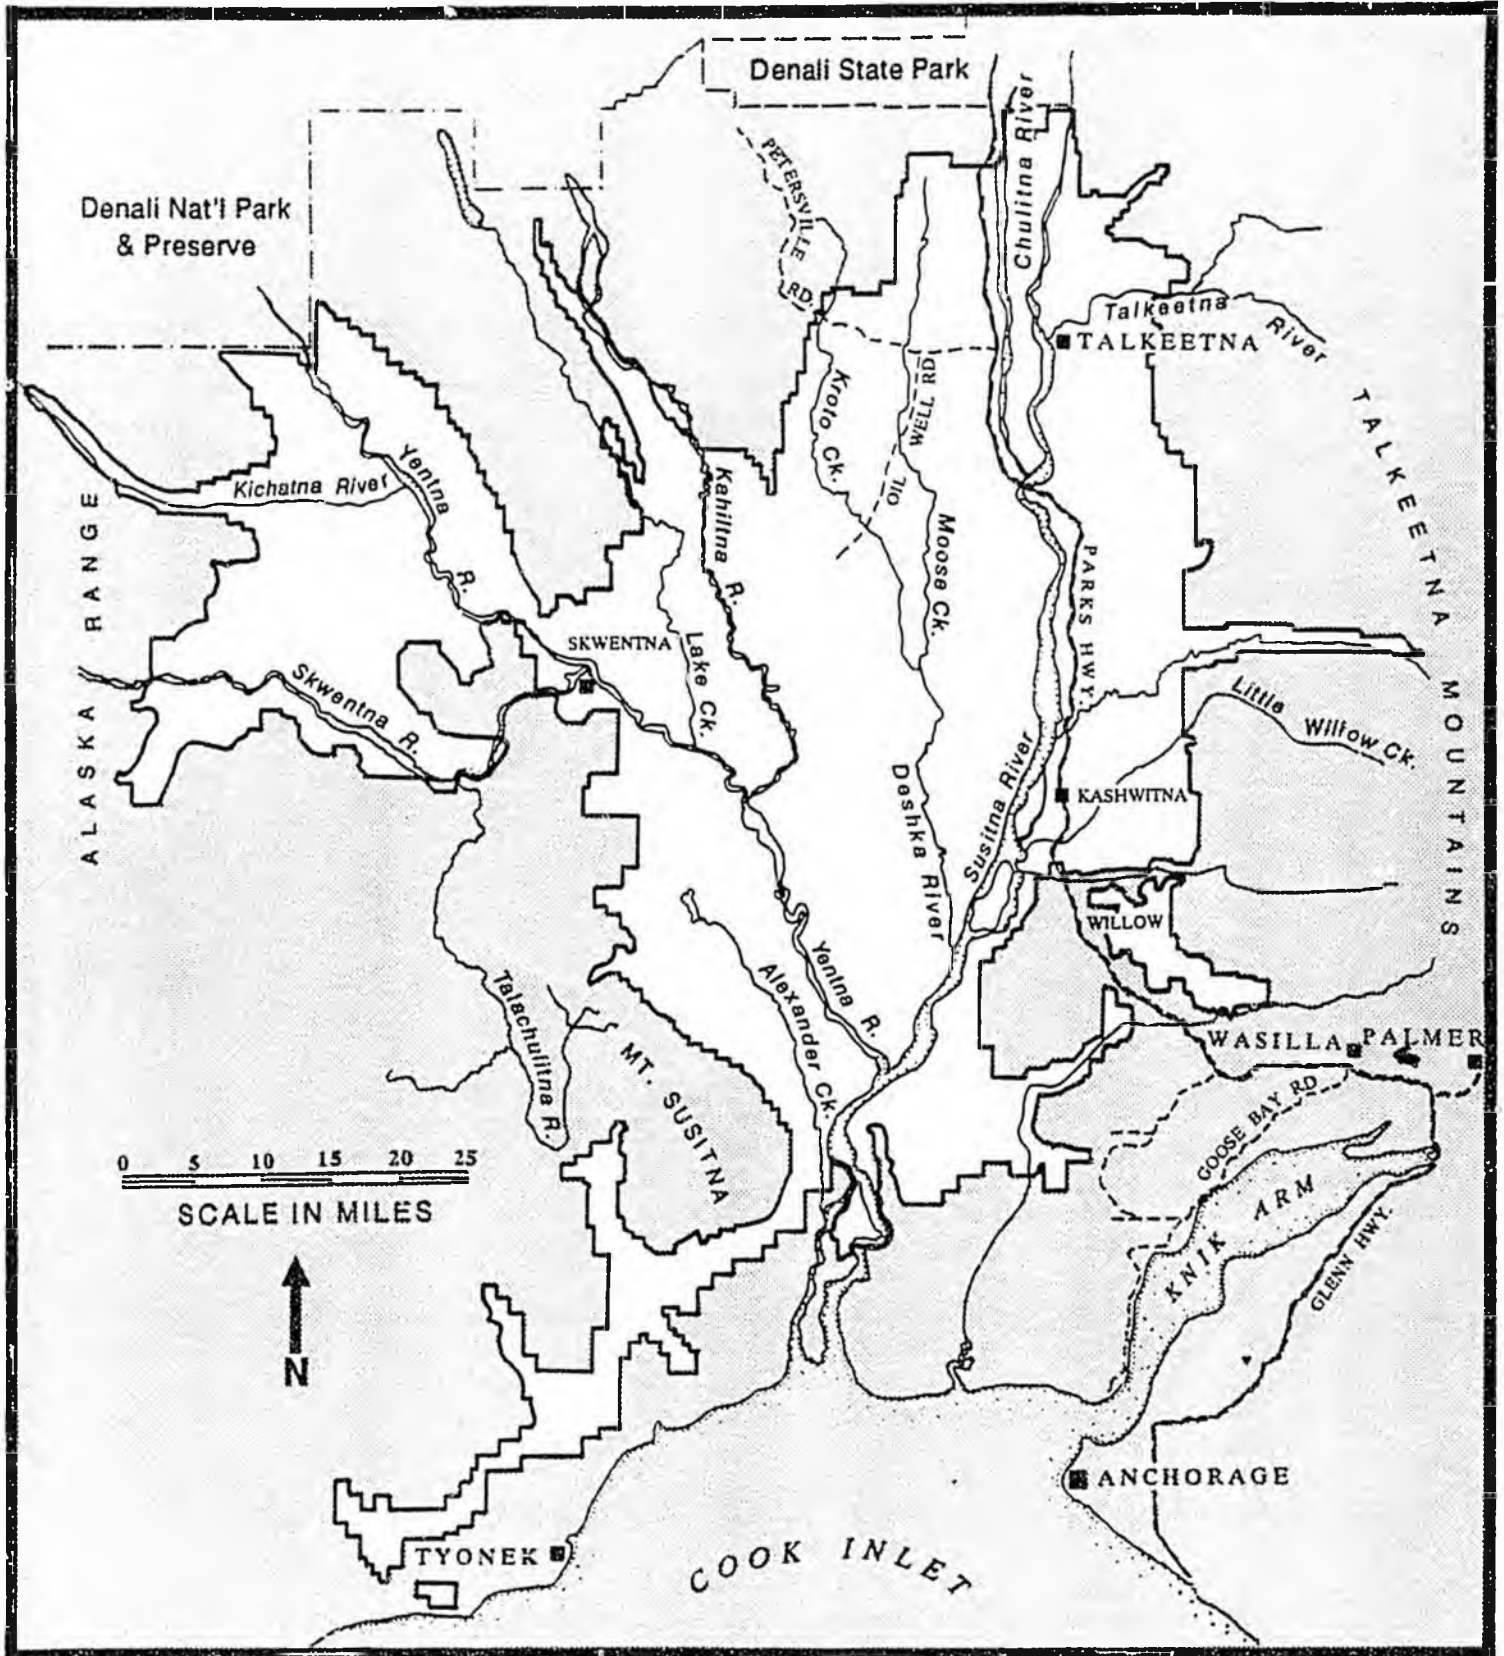 Denali State Park
Chulitna River
PETERSVILLE
RD.
Denali Nat'l Park
& Preserve
Talkeetna
River
TALKEETNA
TALKEETNA MOUNTAINS
Kroto Ck.
WELL RD
OIL
Moose Ck.
Yentna
R.
Kichatna River
Kahiltna
R.
ALASKA RANGE
PARKS HWY.
SKWENTNA
Lake Ck.
Skwentna
R.
Little
Willow Ck.
Susitna River
Deshka River
KASHWITNA
WILLOW
Yentna R.
Alexander Ck.
Talachulitna R.
MT. SUSITNA
WASILLA
PALMER
GOOSE BAY RD
KNIK ARM
GLENN HWY.
0 5 10 15 20 25
SCALE IN MILES
N
ANCHORAGE
TYONEK
COOK INLET